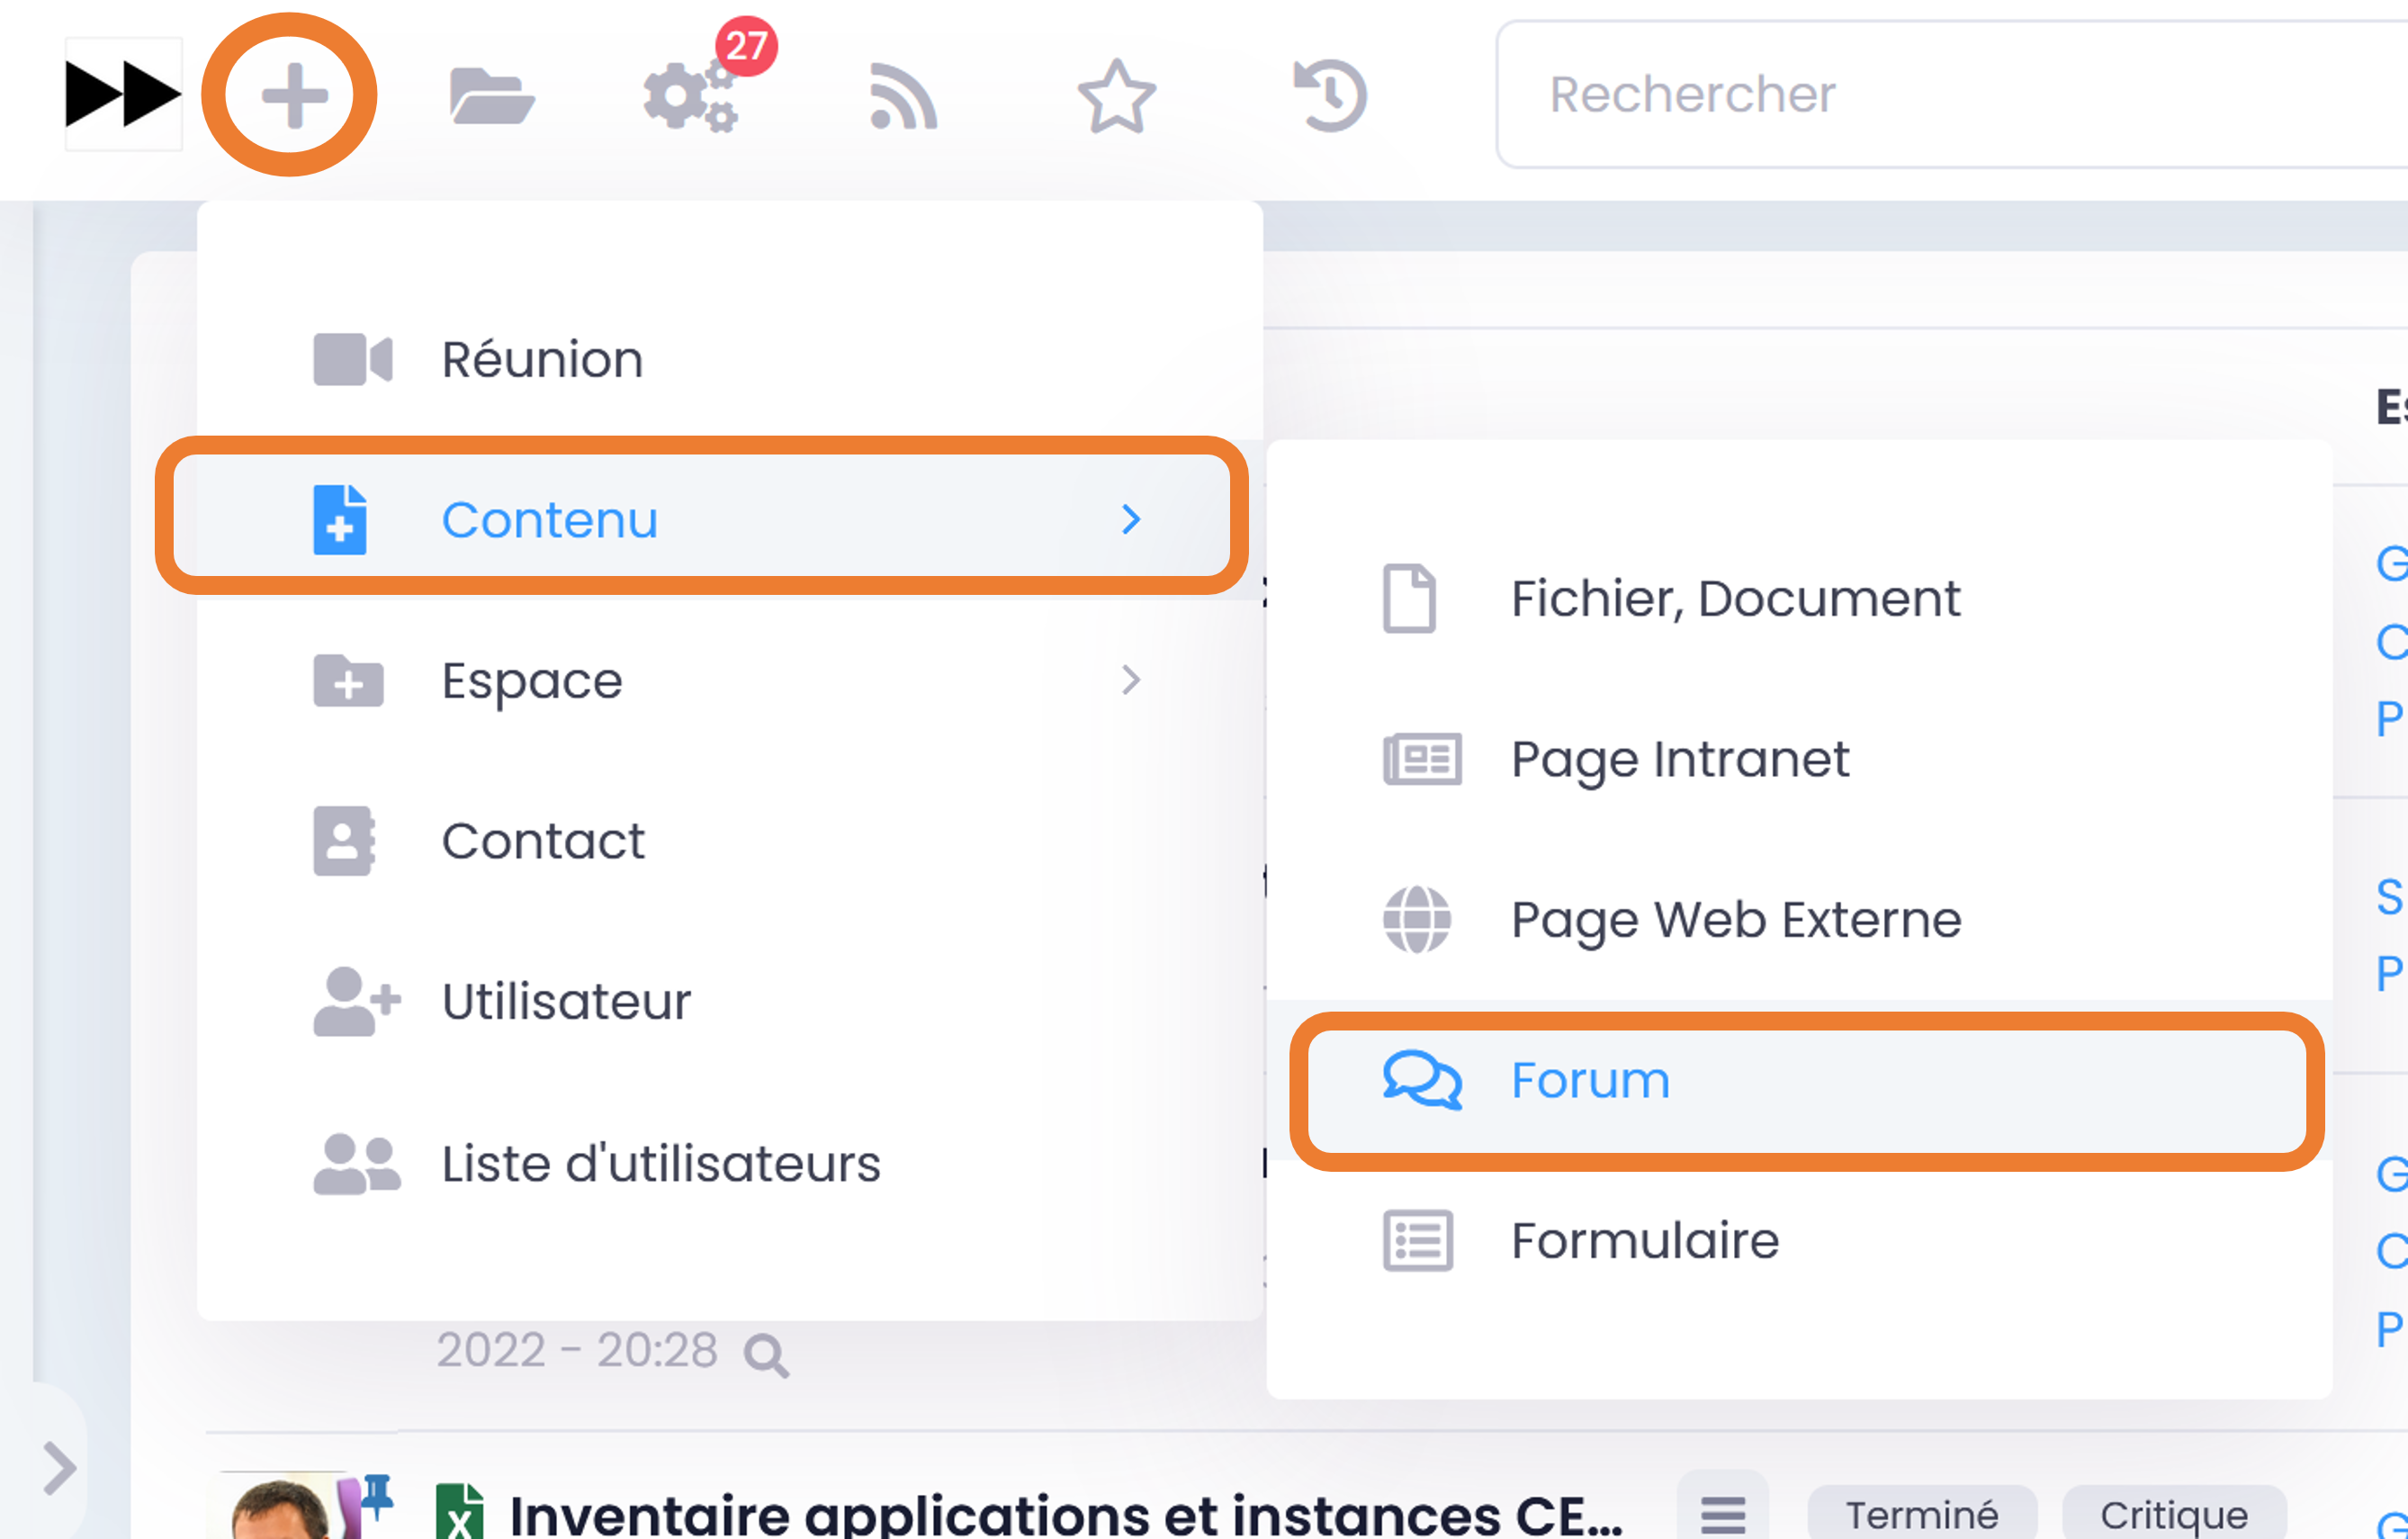 27
Rechercher
Réunion
Contenu
Espace
Contact
Utilisateur
Liste d'utilisateurs
Fichier, Document
Page Intranet
Page Web Externe
Forum
Formulaire
2022 - 20:28
Inventaire applications et instances CE...
Terminé
Critique